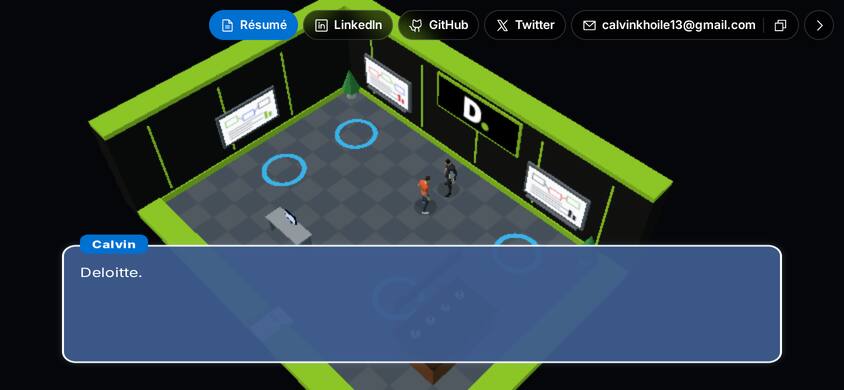 Résumé
LinkedIn
GitHub
Twitter
calvinkhoile13@gmail.com
D.
Calvin
Deloitte.